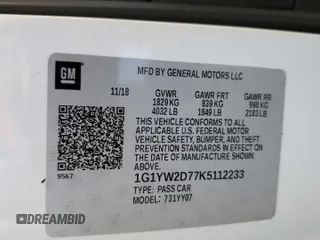 GM
MFD BY GENERAL MOTORS LLC
11/18
GVWR GAWR FRT GAWR RR
1829 KG 839 KG 990 KG
4032 LB 1849 LB 2183 LB
THIS VEHICLE CONFORMS TO ALL
APPLICABLE U.S. FEDERAL MOTOR
VEHICLE SAFETY, BUMPER, AND THEFT
PREVENTION STANDARDS IN EFFECT ON
THE DATE OF MANUFACTURE SHOWN ABOVE.
9567
1G1YW2D77K5112233
TYPE: PASS CAR
MODEL: 731YY07
DREAMBID